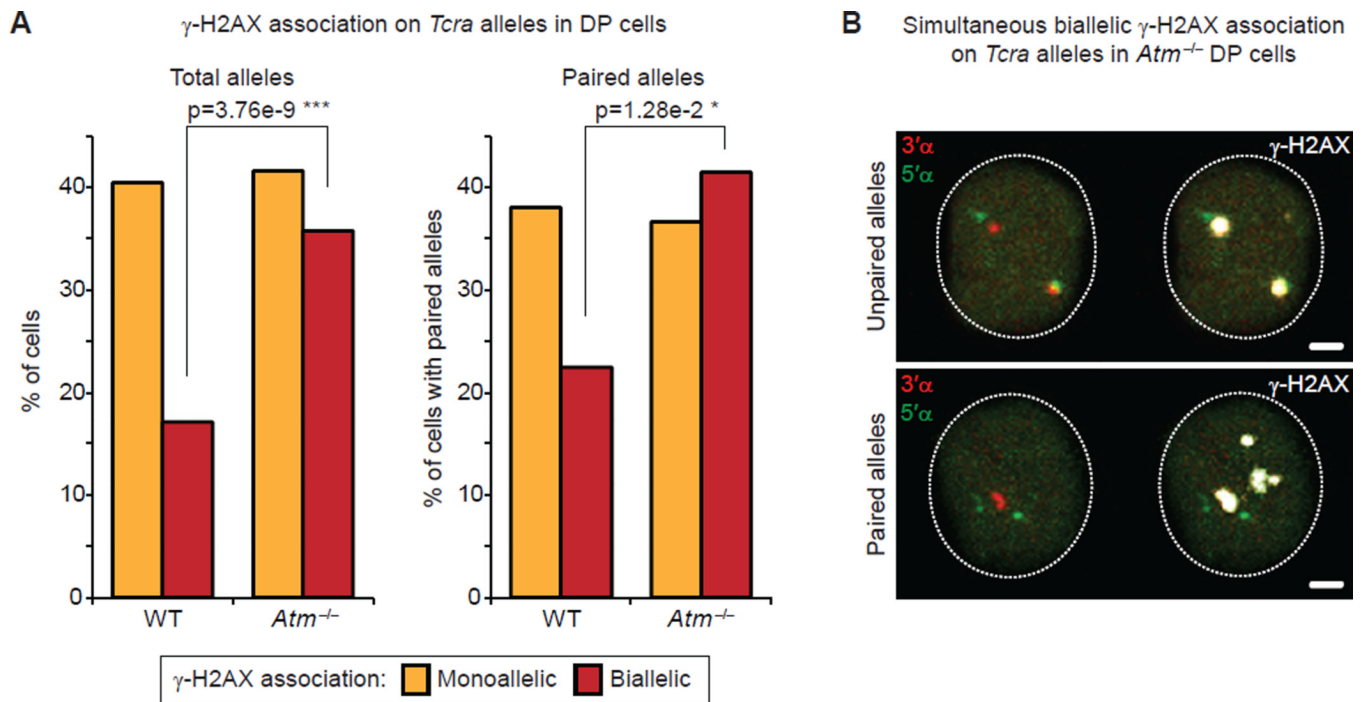 A
γ-H2AX association on Tcra alleles in DP cells
Total alleles
p=3.76e-9 ***
% of cells
40
30
20
10
0
WT
Atm–/–
Paired alleles
p=1.28e-2 *
% of cells with paired alleles
40
30
20
10
0
WT
Atm–/–
γ-H2AX association:
Monoallelic
Biallelic
B
Simultaneous biallelic γ-H2AX association
on Tcra alleles in Atm–/– DP cells
Unpaired alleles
3′α
5′α
γ-H2AX
Paired alleles
3′α
5′α
γ-H2AX